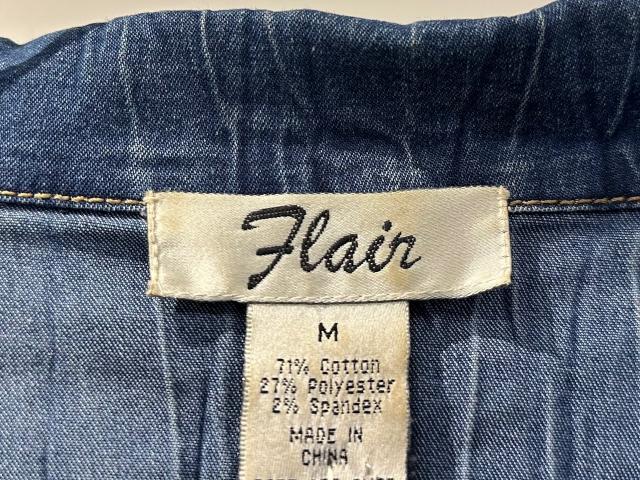 Flair
M
71% Cotton
27% Polyester
2% Spandex
MADE IN
CHINA